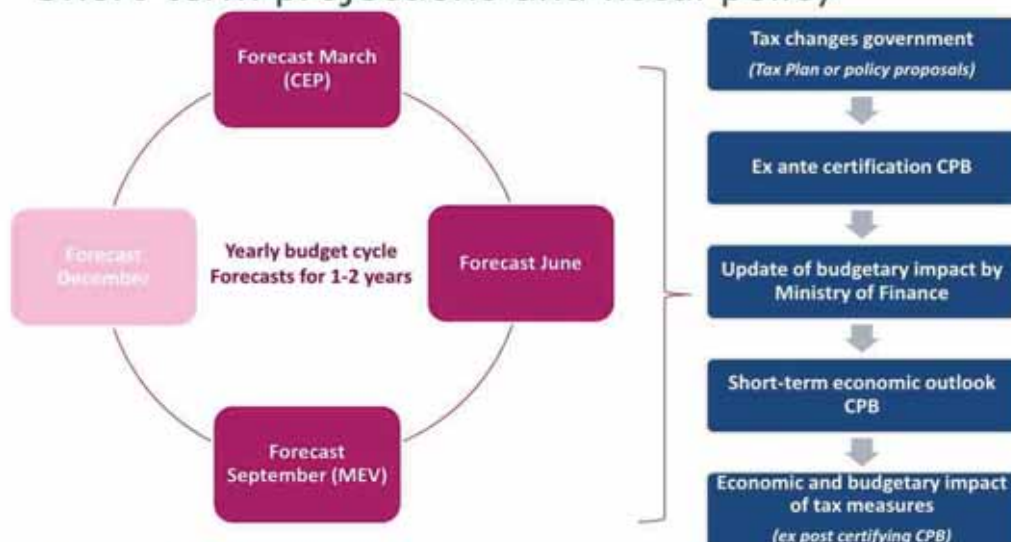 Forecast March
(CEP)
Forecast
December
Yearly budget cycle
Forecasts for 1-2 years
Forecast June
Forecast
September (MEV)
Tax changes government
(Tax Plan or policy proposals)
Ex ante certification CPB
Update of budgetary impact by
Ministry of Finance
Short-term economic outlook
CPB
Economic and budgetary impact
of tax measures
(ex post certifying CPB)